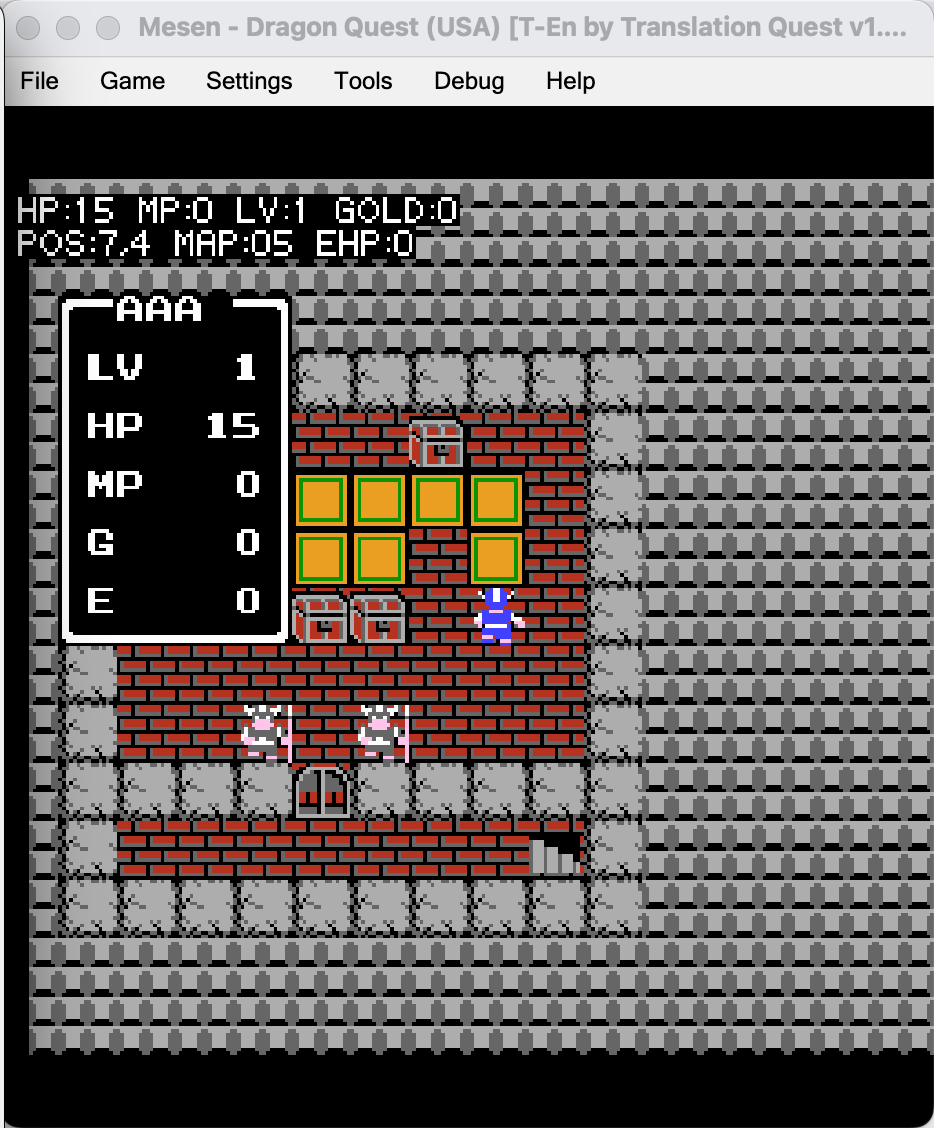 Mesen - Dragon Quest (USA) [T-En by Translation Quest v1....
File Game Settings Tools Debug Help
HP:15 MP:0 LV:1 GOLD:0
POS:7,4 MAP:05 EHP:0
AAA
LV 1
HP 15
MP 0
G 0
E 0